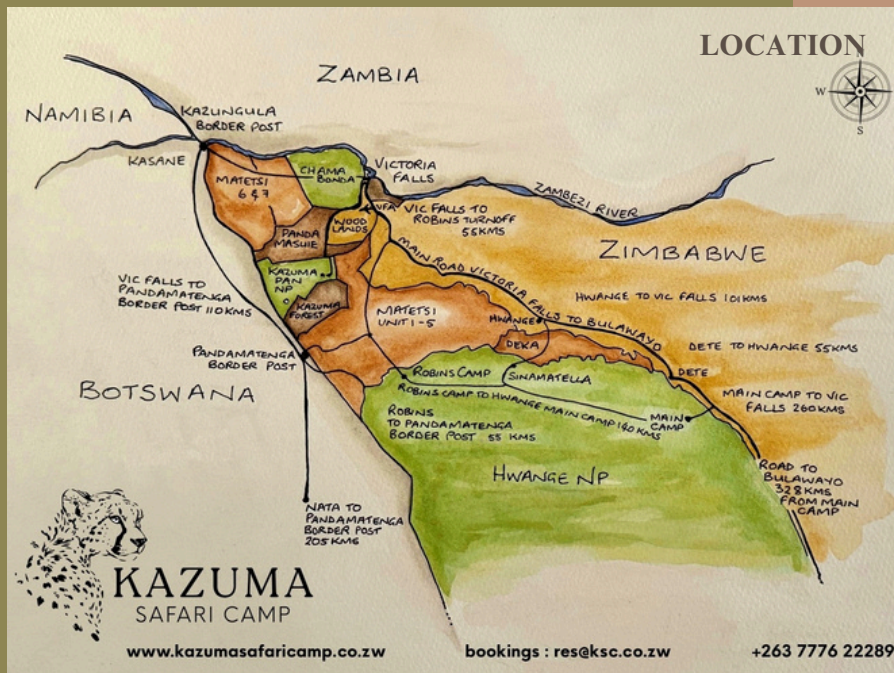 LOCATION
ZAMBIA
NAMIBIA
KAZUNGULA
BORDER POST
KASANE
W
S
MATETSI
6 & 7
CHAMA
BONDA
VICTORIA
FALLS
ZAMBEZI RIVER
VFA
VIC FALLS TO
ROBINS TURNOFF
55KMS
WOOD
LANDS
PANDA
MASUIE
ZIMBABWE
MAIN ROAD VICTORIA FALLS TO BULAWAYO
KAZUMA
PAN
NP
KAZUMA
FOREST
VIC FALLS TO
PANDAMATENGA
BORDER POST 110KMS
HWANGE TO VIC FALLS 101KMS
MATETSI
UNIT 1-5
HWANGE
DEKA
DETE TO HWANGE 55KMS
PANDAMATENGA
BORDER POST
DETE
ROBINS CAMP
SINAMATELLA
BOTSWANA
ROBINS CAMP TO HWANGE MAIN CAMP 140KMS
MAIN
CAMP
MAIN CAMP TO VIC
FALLS 260KMS
ROBINS
TO PANDAMATENGA
BORDER POST 55 KMS
HWANGE NP
ROAD TO
BULAWAYO
328KMS
FROM MAIN
CAMP
NATA TO
PANDAMATENGA
BORDER POST
205KMS
KAZUMA
SAFARI CAMP
www.kazumasafaricamp.co.zw
bookings : res@ksc.co.zw
+263 7776 22289